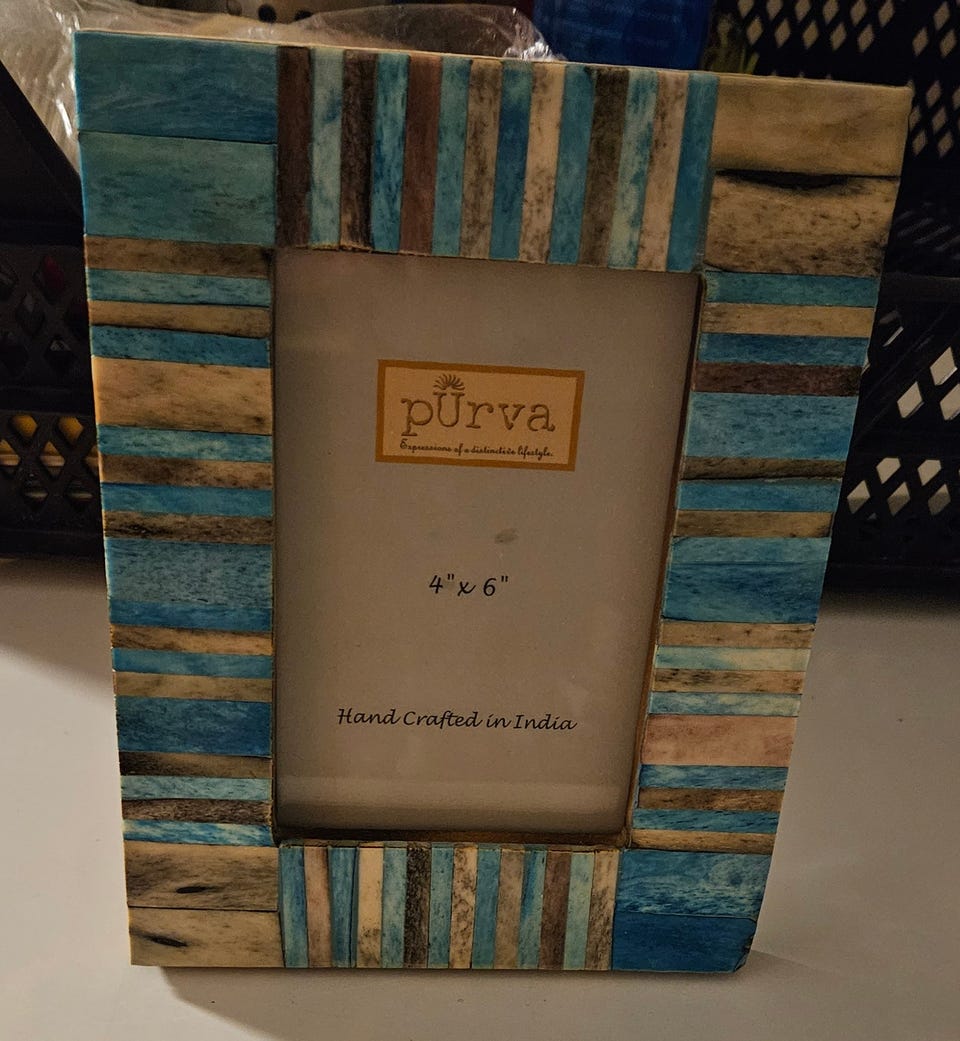 pUrva
Expressions of a distinctive lifestyle.
4"x 6"
Hand Crafted in India